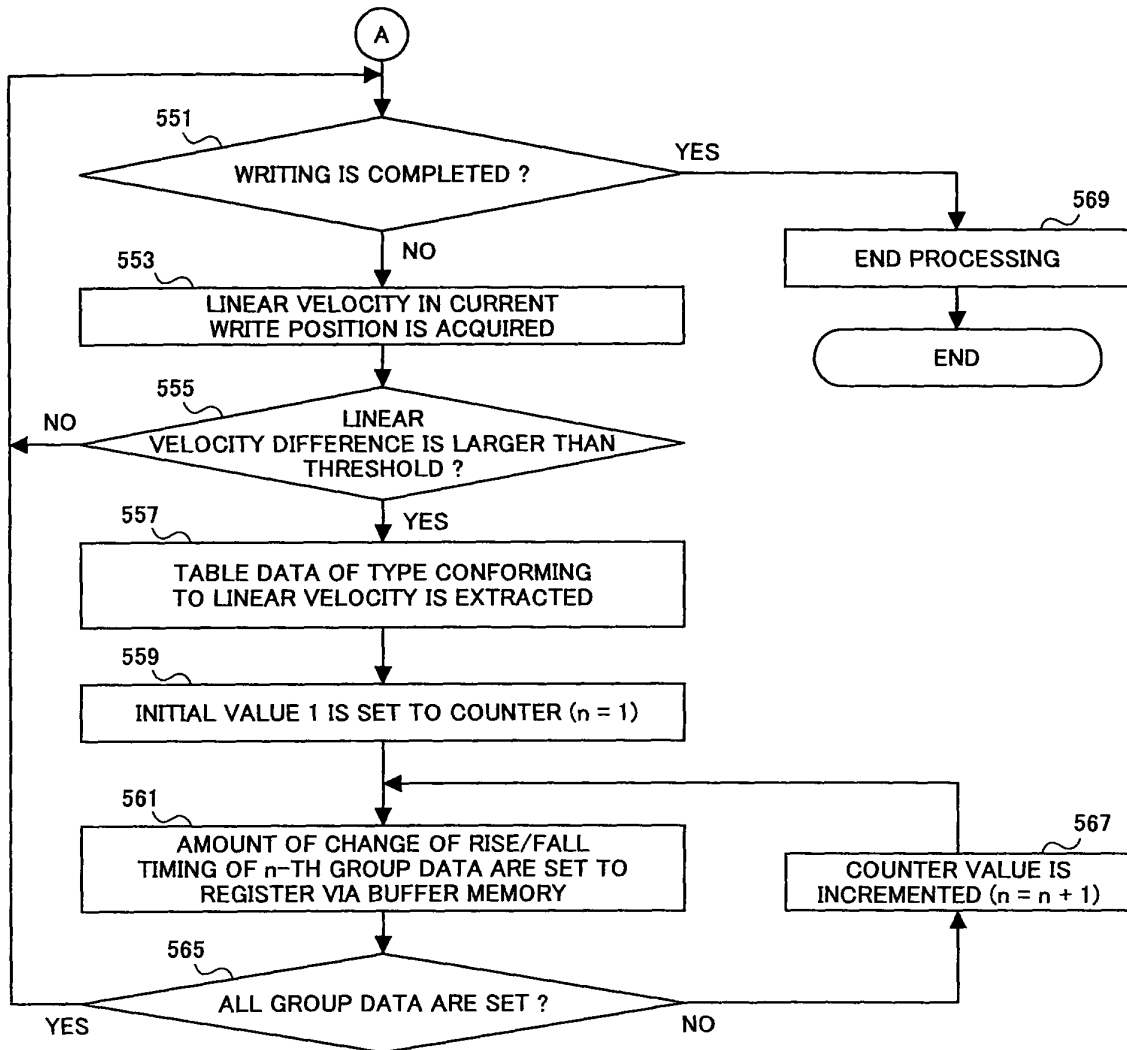 A
551
WRITING IS COMPLETED ?
YES
NO
569
END PROCESSING
END
553
LINEAR VELOCITY IN CURRENT
WRITE POSITION IS ACQUIRED
555
NO
LINEAR
VELOCITY DIFFERENCE IS LARGER THAN
THRESHOLD ?
YES
557
TABLE DATA OF TYPE CONFORMING
TO LINEAR VELOCITY IS EXTRACTED
559
INITIAL VALUE 1 IS SET TO COUNTER (n = 1)
561
AMOUNT OF CHANGE OF RISE/FALL
TIMING OF n-TH GROUP DATA ARE SET TO
REGISTER VIA BUFFER MEMORY
567
COUNTER VALUE IS
INCREMENTED (n = n + 1)
565
ALL GROUP DATA ARE SET ?
YES
NO